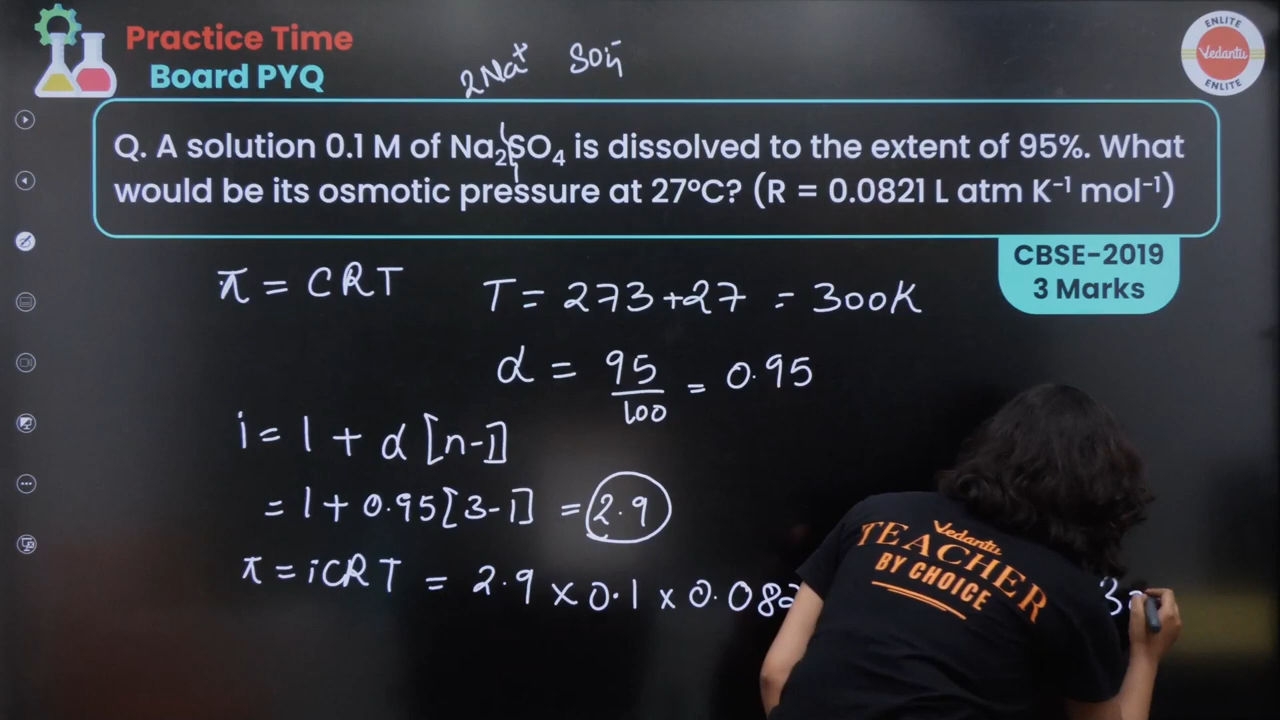 Practice Time
Board PYQ
2Na⁺ SO₄⁻
ENLITE
Vedantu
ENLITE
Q. A solution 0.1 M of Na₂SO₄ is dissolved to the extent of 95%. What
would be its osmotic pressure at 27°C? (R = 0.0821 L atm K⁻¹ mol⁻¹)
CBSE-2019
3 Marks
π = CRT
T = 273+27 = 300K
α = 95/100 = 0.95
i = 1 + α [n-1]
= 1 + 0.95[3-1] = 2.9
π = iCRT = 2.9 × 0.1 × 0.082
Vedantu
TEACHER
BY CHOICE